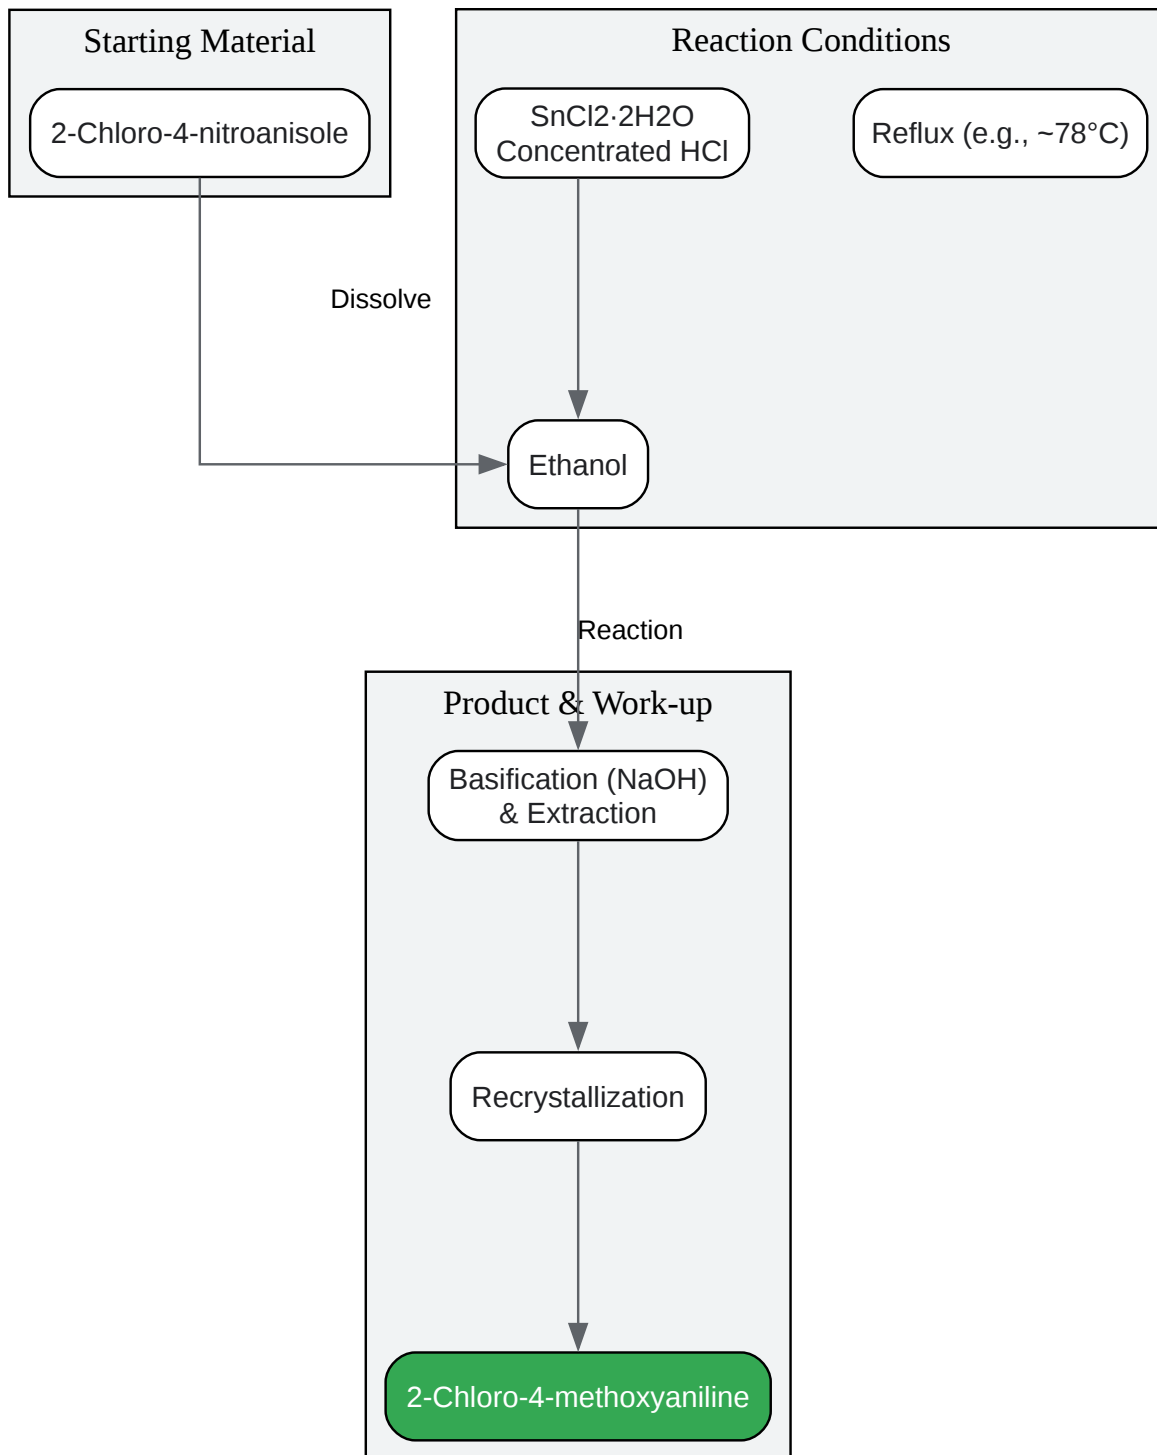 Starting Material
2-Chloro-4-nitroanisole
Reaction Conditions
SnCl2·2H2O
Concentrated HCl
Reflux (e.g., ~78°C)
Dissolve
Ethanol
Reaction
Product & Work-up
Basification (NaOH)
& Extraction
Recrystallization
2-Chloro-4-methoxyaniline